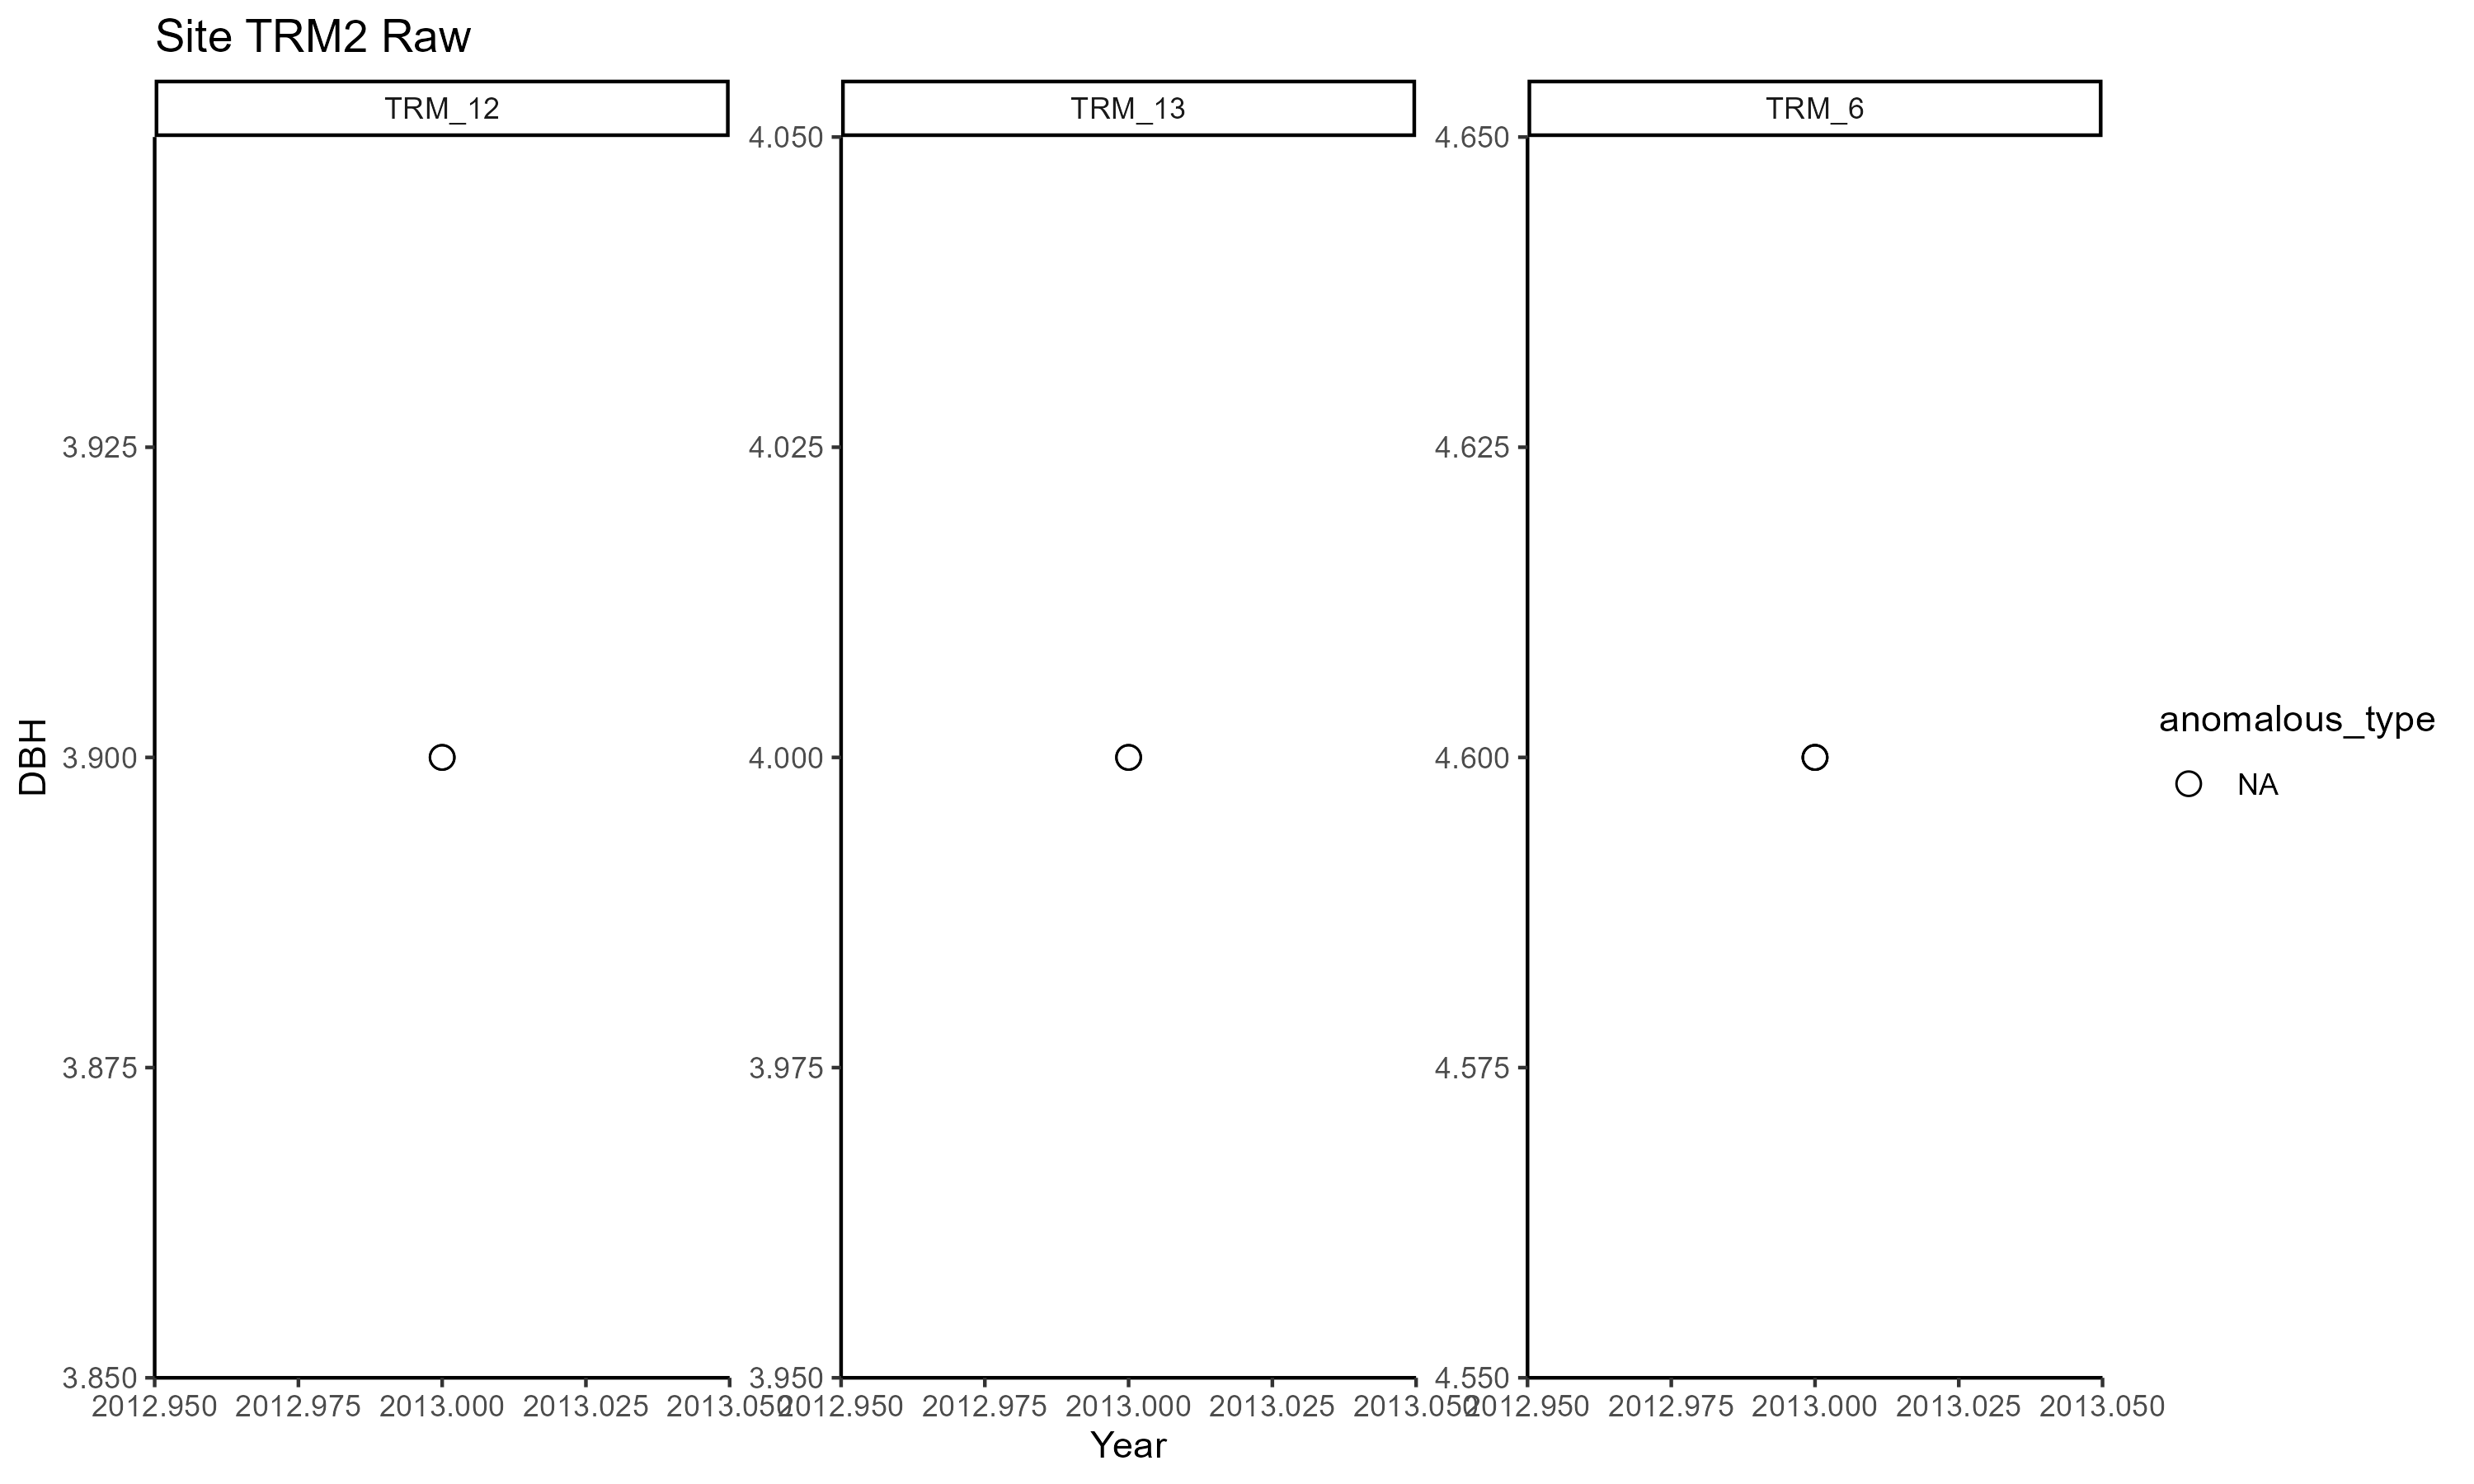 Site TRM2 Raw
TRM_12 TRM_13 TRM_6
4.050 4.650
3.925 4.025 4.625
DBH 3.900 4.000 4.600
anomalous_type
NA
3.875 3.975 4.575
3.850 3.950 4.550
2012.950 2012.975 2013.000 2013.025 2013.050 2012.950 2012.975 2013.000 2013.025 2013.050 2012.950 2012.975 2013.000 2013.025 2013.050
Year